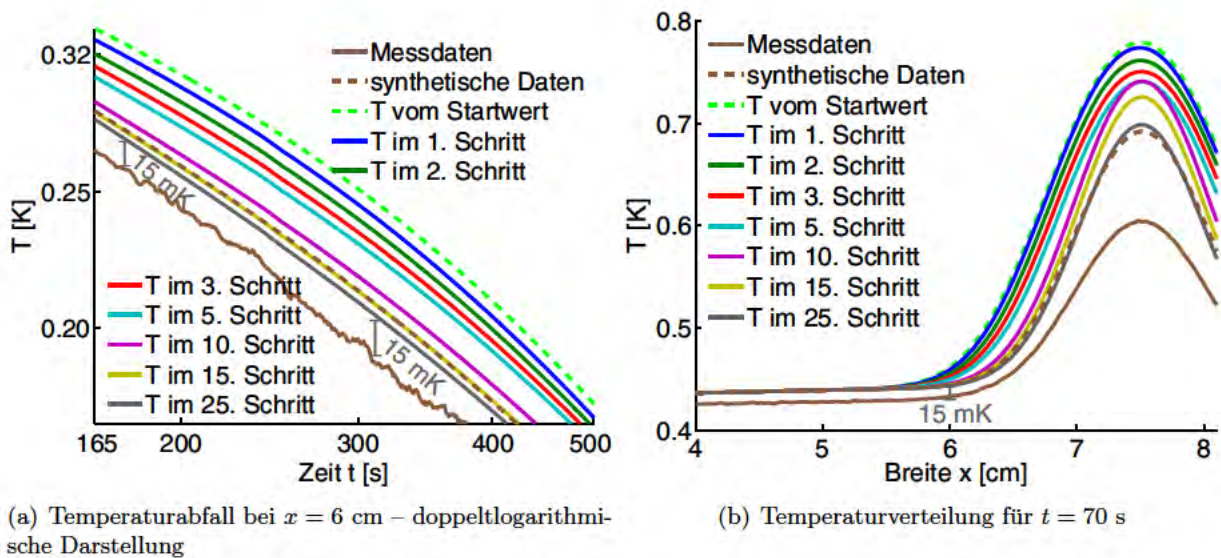 T [K]
0.32
0.25
0.20
165
200
300
400
500
Zeit t [s]
Messdaten
synthetische Daten
T vom Startwert
T im 1. Schritt
T im 2. Schritt
15 mK
15 mK
T im 3. Schritt
T im 5. Schritt
T im 10. Schritt
T im 15. Schritt
T im 25. Schritt
(a) Temperaturabfall bei x = 6 cm – doppeltlogarithmi-
sche Darstellung
T [K]
0.8
0.7
0.6
0.5
0.4
4
5
6
7
8
Breite x [cm]
Messdaten
synthetische Daten
T vom Startwert
T im 1. Schritt
T im 2. Schritt
T im 3. Schritt
T im 5. Schritt
T im 10. Schritt
T im 15. Schritt
T im 25. Schritt
15 mK
(b) Temperaturverteilung für t = 70 s